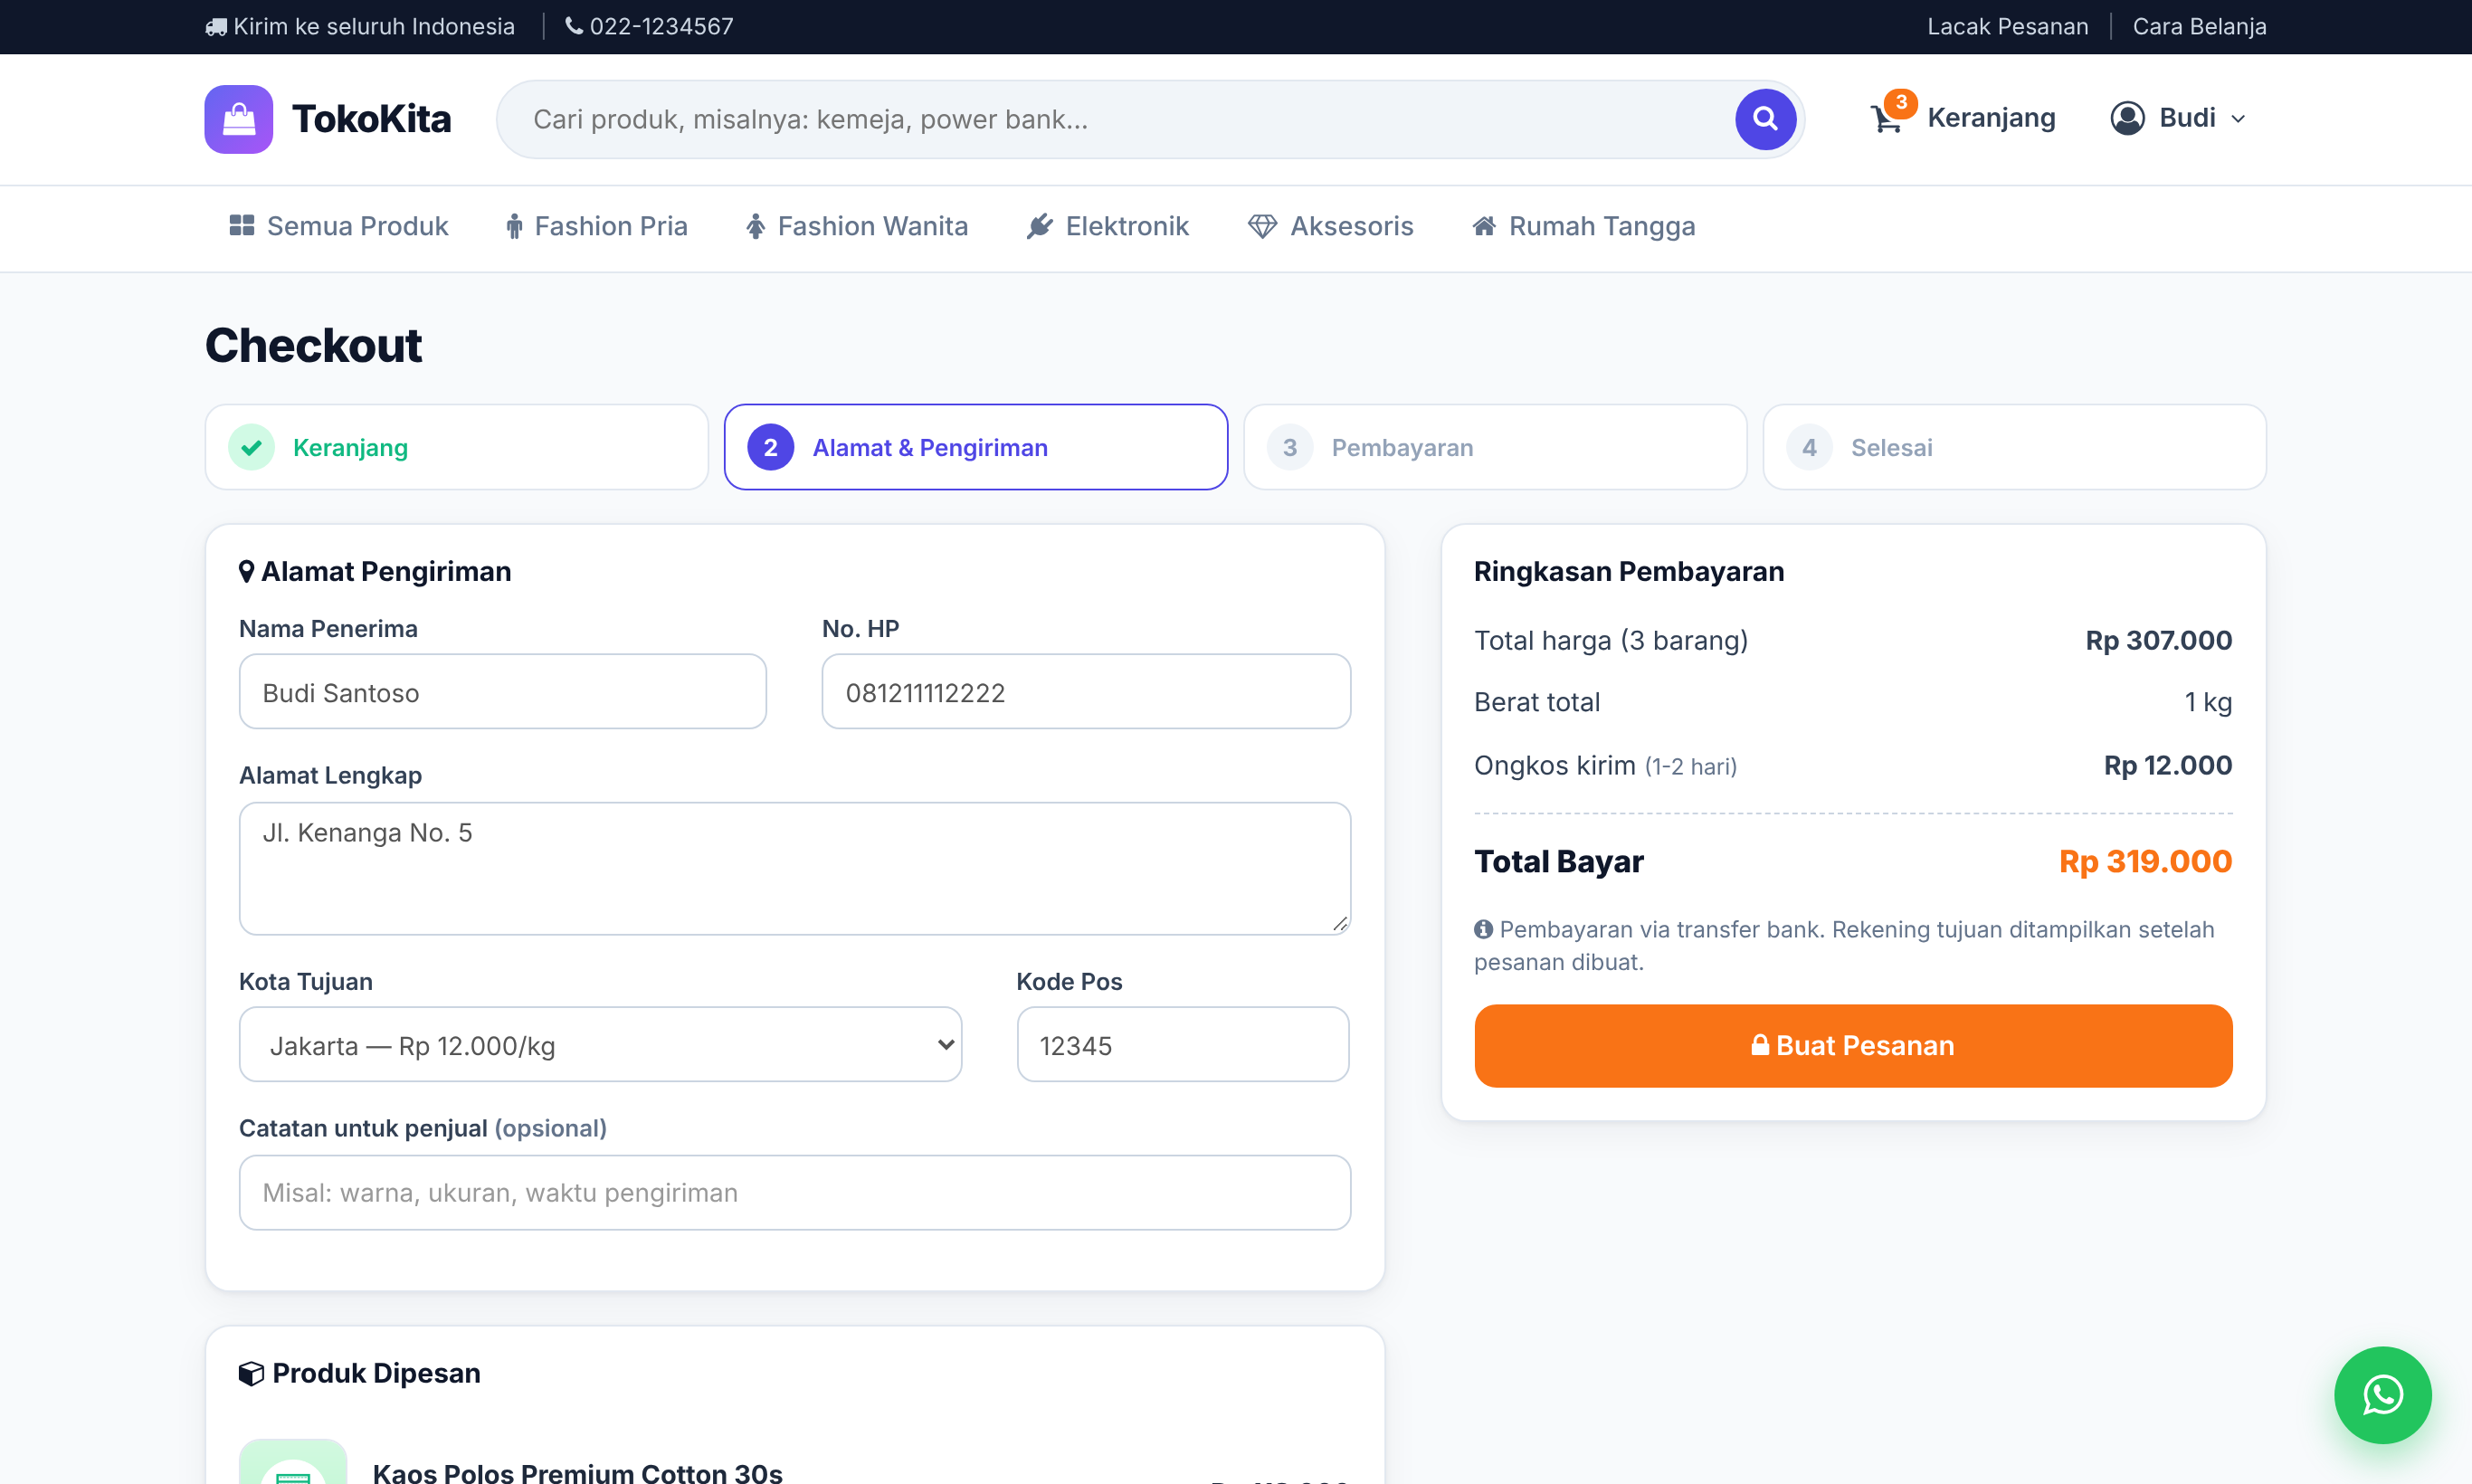 Kirim ke seluruh Indonesia
022-1234567
Lacak Pesanan
Cara Belanja
TokoKita
Cari produk, misalnya: kemeja, power bank...
3
Keranjang
Budi
Semua Produk
Fashion Pria
Fashion Wanita
Elektronik
Aksesoris
Rumah Tangga
Checkout
Keranjang
2 Alamat & Pengiriman
3 Pembayaran
4 Selesai
Alamat Pengiriman
Nama Penerima
Budi Santoso
No. HP
081211112222
Alamat Lengkap
Jl. Kenanga No. 5
Kota Tujuan
Jakarta — Rp 12.000/kg
Kode Pos
12345
Catatan untuk penjual (opsional)
Misal: warna, ukuran, waktu pengiriman
Ringkasan Pembayaran
Total harga (3 barang) Rp 307.000
Berat total 1 kg
Ongkos kirim (1-2 hari) Rp 12.000
Total Bayar Rp 319.000
Pembayaran via transfer bank. Rekening tujuan ditampilkan setelah
pesanan dibuat.
Buat Pesanan
Produk Dipesan
Kaos Polos Premium Cotton 30s